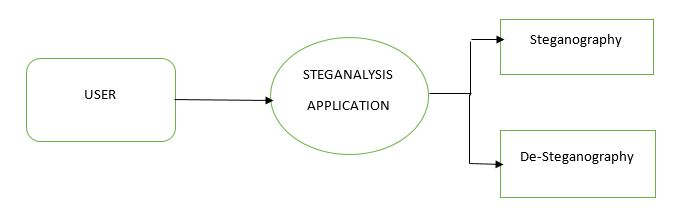 USER
STEGANALYSIS
APPLICATION
Steganography
De-Steganography